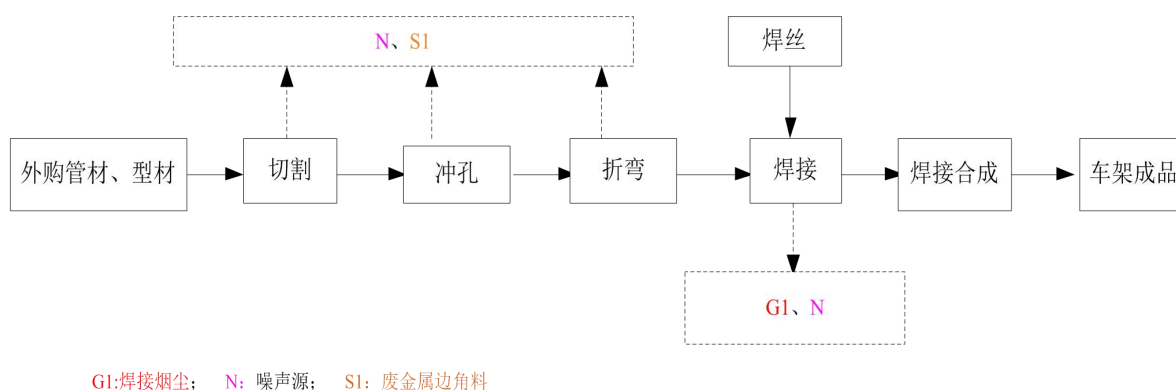 N、S1
焊丝
外购管材、型材
切割
冲孔
折弯
焊接
焊接合成
车架成品
G1、N
G1:焊接烟尘； N：噪声源； S1：废金属边角料